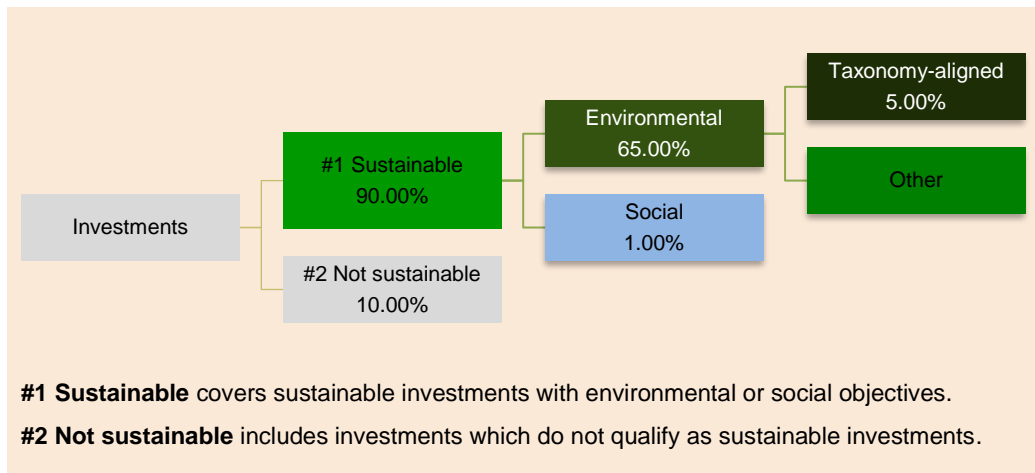 Investments
#1 Sustainable
90.00%
#2 Not sustainable
10.00%
Environmental
65.00%
Social
1.00%
Taxonomy-aligned
5.00%
Other
#1 Sustainable covers sustainable investments with environmental or social objectives.
#2 Not sustainable includes investments which do not qualify as sustainable investments.